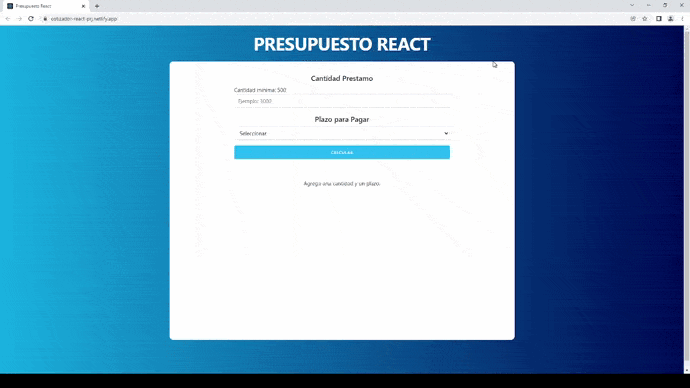 Presupuesto React
cotizador-react-prj.netlify.app
PRESUPUESTO REACT
Cantidad Prestamo
Cantidad minima: 500
Ejemplo: 5000
Plazo para Pagar
Seleccionar
CALCULAR
Agrega una cantidad y un plazo.